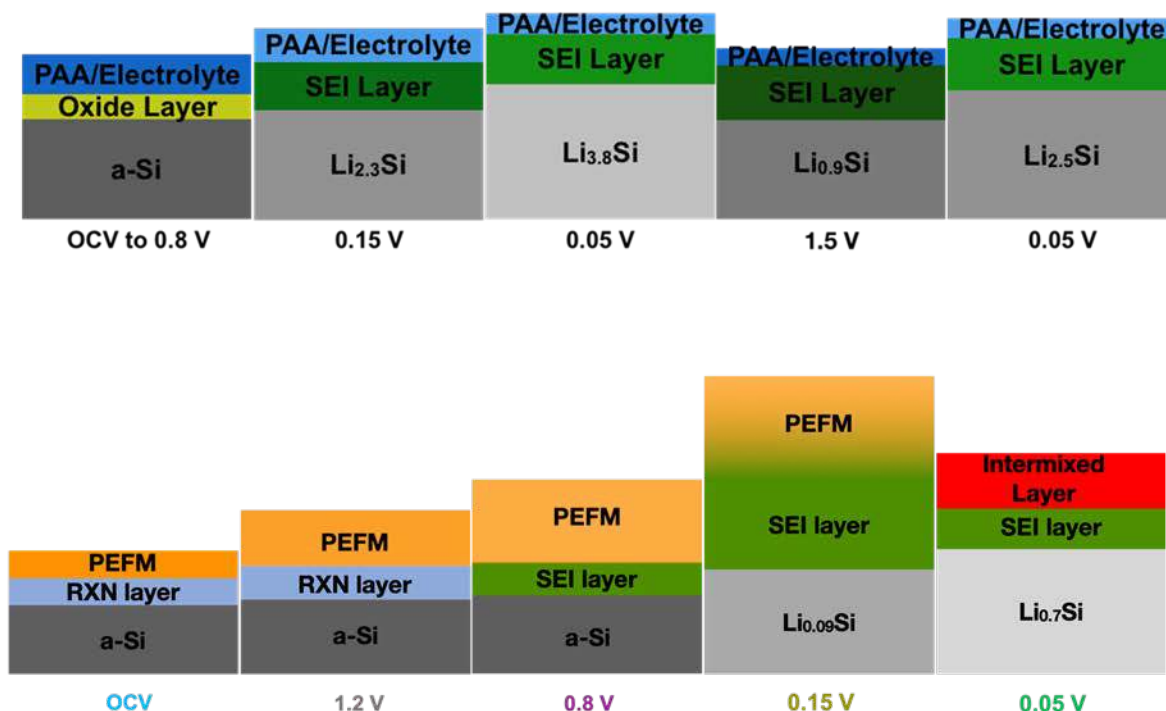 PAA/Electrolyte
Oxide Layer
a-Si
OCV to 0.8 V
PAA/Electrolyte
SEI Layer
Li₂.₃Si
0.15 V
PAA/Electrolyte
SEI Layer
Li₃.₈Si
0.05 V
PAA/Electrolyte
SEI Layer
Li₀.₉Si
1.5 V
PAA/Electrolyte
SEI Layer
Li₂.₅Si
0.05 V
PEFM
RXN layer
a-Si
OCV
PEFM
RXN layer
a-Si
1.2 V
PEFM
SEI layer
a-Si
0.8 V
PEFM
SEI layer
Li₀.₀₉Si
0.15 V
Intermixed
Layer
SEI layer
Li₀.₇Si
0.05 V